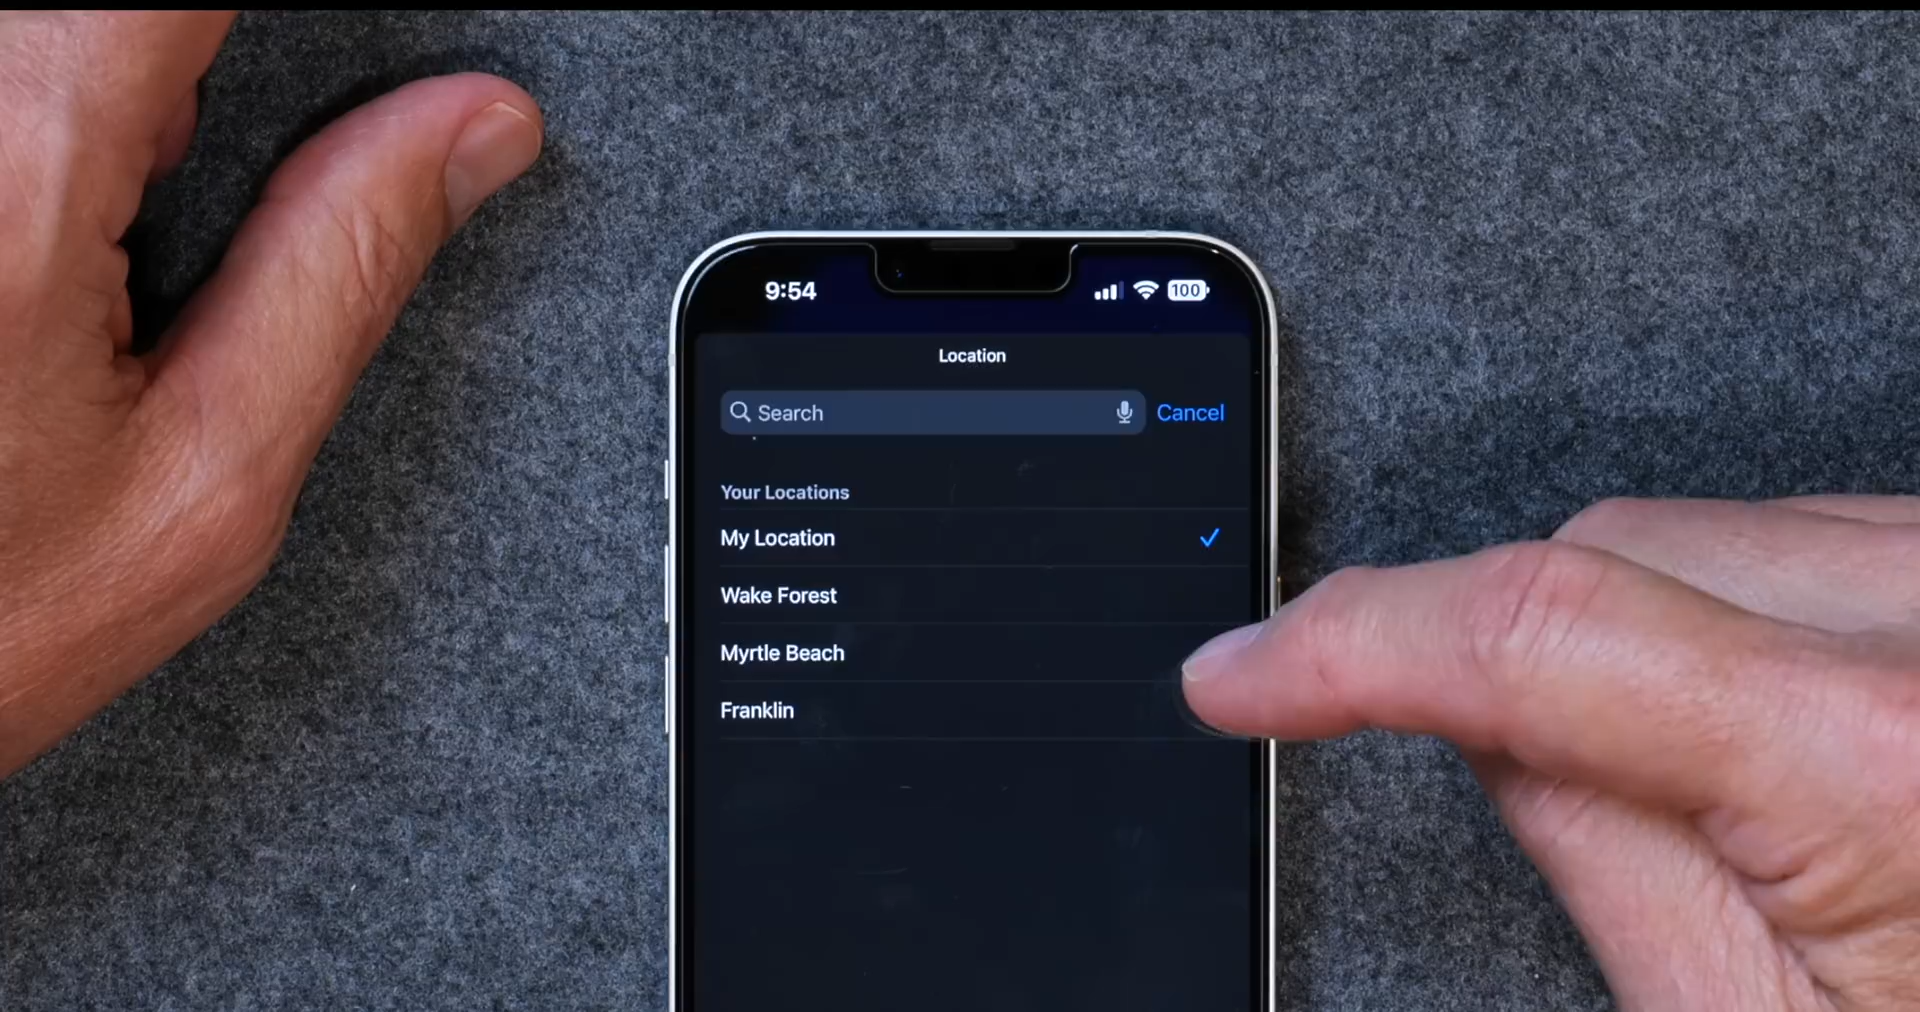 9:54
100
Location
Search
Cancel
Your Locations
My Location
Wake Forest
Myrtle Beach
Franklin